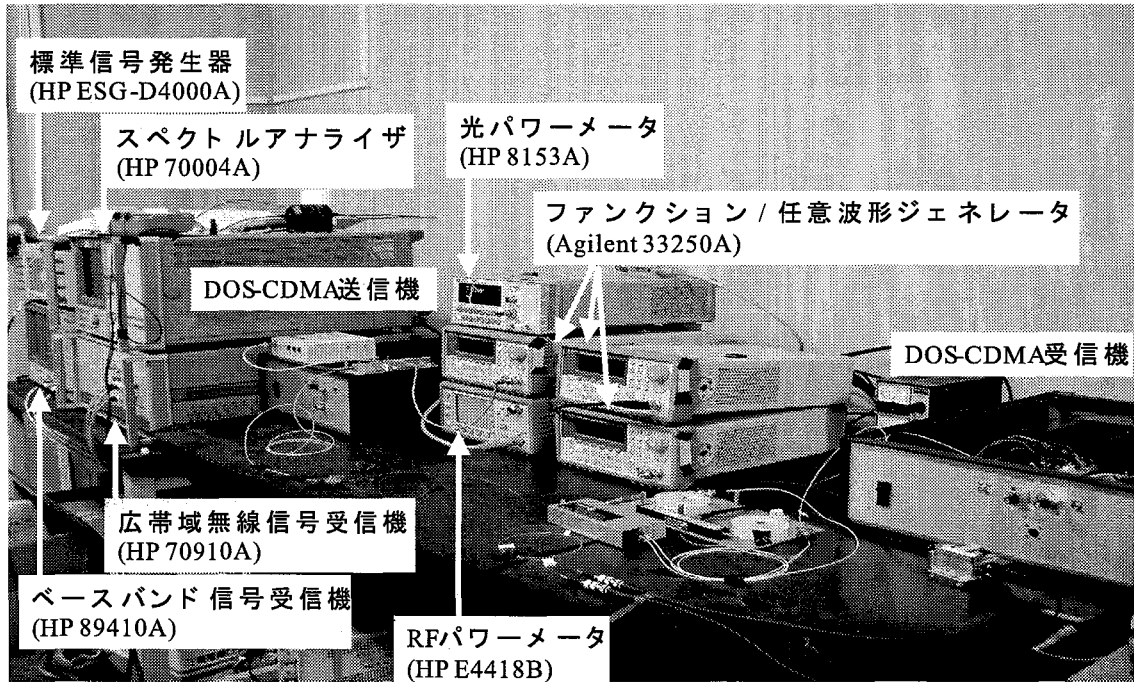 標準信号発生器
(HP ESG-D4000A)
スペクトルアナライザ
(HP 70004A)
光パワーメータ
(HP 8153A)
ファンクション / 任意波形ジェネレータ
(Agilent 33250A)
DOS-CDMA送信機
DOS-CDMA受信機
広帯域無線信号受信機
(HP 70910A)
ベースバンド信号受信機
(HP 89410A)
RFパワーメータ
(HP E4418B)